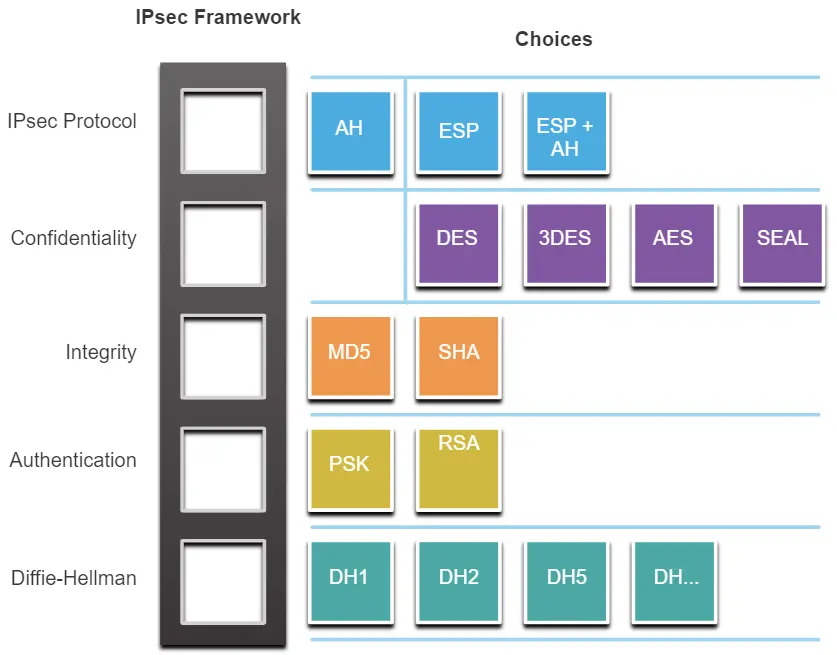 IPsec Framework
Choices
IPsec Protocol
AH
ESP
ESP +
AH
Confidentiality
DES
3DES
AES
SEAL
Integrity
MD5
SHA
Authentication
PSK
RSA
Diffie-Hellman
DH1
DH2
DH5
DH...